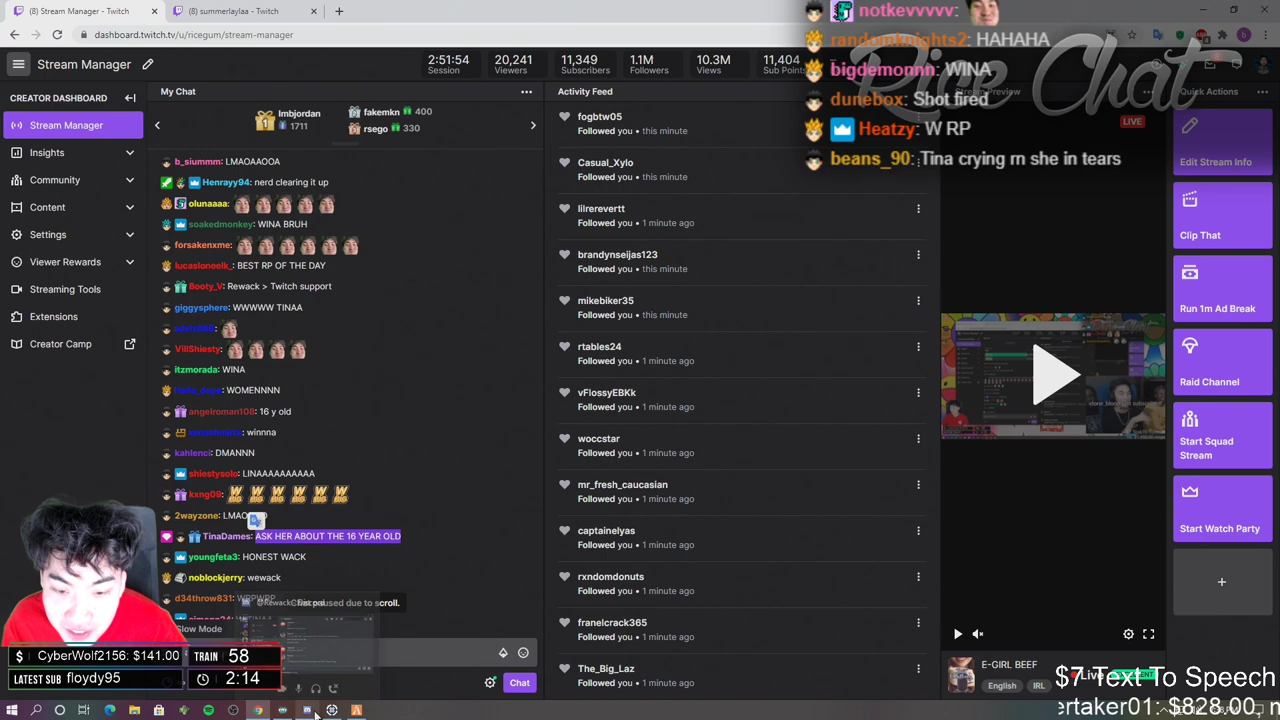 Stream Manager - Twitch
summerlaylaa - Twitch
dashboard.twitch.tv/u/ricegum/stream-manager
notkevvvvv:
randomknights2: HAHAHA
bigdemonnn: WINA
dunebox: Shot fired
Heatzy: W RP
beans_90: Tina crying rn she in tears
Rice Chat
Stream Manager
2:51:54
Session
20,241
Viewers
11,349
Subscribers
1.1M
Followers
10.3M
Views
11,404
Sub Points
CREATOR DASHBOARD
Stream Manager
Insights
Community
Content
Settings
Viewer Rewards
Streaming Tools
Extensions
Creator Camp
My Chat
lmbjordan
1711
fakemkn 400
rsego 330
b_siummm: LMAOAAOOA
Henrayy94: nerd clearing it up
olunaaaa:
soakedmonkey: WINA BRUH
forsakenxme:
lucasloneelk_: BEST RP OF THE DAY
Booty_V: Rewack > Twitch support
giggysphere: WWWWW TINAA
VillShiesty:
itzmorada: WINA
WOMENNNN
angelroman108: 16 y old
winnna
kahlenci: DMANNN
shiestysolo: LINAAAAAAAAAA
kxng09:
2wayzone: LMAO
TinaDames: ASK HER ABOUT THE 16 YEAR OLD
youngfeta3: HONEST WACK
noblockjerry: wewack
d34throw831: WRPWRP
Chat paused due to scroll.
Slow Mode
Chat
Activity Feed
fogbtw05
Followed you • this minute
Casual_Xylo
Followed you • this minute
lilrerevertt
Followed you • 1 minute ago
brandynseijas123
Followed you • this minute
mikebiker35
Followed you • this minute
rtables24
Followed you • 1 minute ago
vFlossyEBKk
Followed you • 1 minute ago
woccstar
Followed you • 1 minute ago
mr_fresh_caucasian
Followed you • 1 minute ago
captainelyas
Followed you • 1 minute ago
rxndomdonuts
Followed you • 1 minute ago
franelcrack365
Followed you • 1 minute ago
The_Big_Laz
Followed you • 1 minute ago
Stream Preview
LIVE
E-GIRL BEEF
English
IRL
Live
Quick Actions
Edit Stream Info
Clip That
Run 1m Ad Break
Raid Channel
Start Squad
Stream
Start Watch Party
$ CyberWolf2156: $141.00
TRAIN 58
LATEST SUB floydy95
2:14
$7 Text To Speech
ertaker01: $828.00,